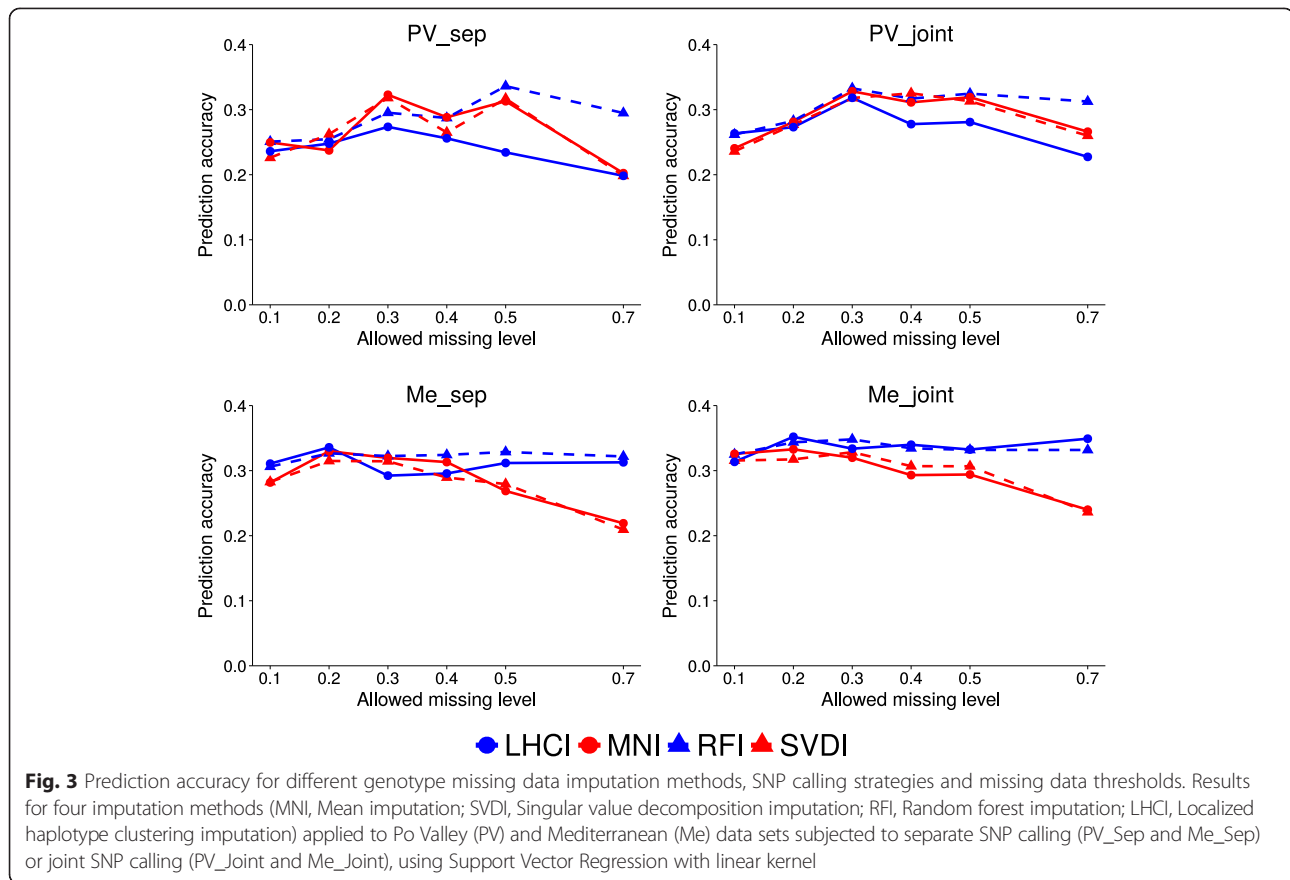 PV_sep
0.4
0.3
0.2
0.1
0.0
Prediction accuracy
0.1 0.2 0.3 0.4 0.5 0.7
Allowed missing level
PV_joint
0.4
0.3
0.2
0.1
0.0
Prediction accuracy
0.1 0.2 0.3 0.4 0.5 0.7
Allowed missing level
Me_sep
0.4
0.3
0.2
0.1
0.0
Prediction accuracy
0.1 0.2 0.3 0.4 0.5 0.7
Allowed missing level
Me_joint
0.4
0.3
0.2
0.1
0.0
Prediction accuracy
0.1 0.2 0.3 0.4 0.5 0.7
Allowed missing level
LHCI MNI RFI SVDI
Fig. 3 Prediction accuracy for different genotype missing data imputation methods, SNP calling strategies and missing data thresholds. Results
for four imputation methods (MNI, Mean imputation; SVDI, Singular value decomposition imputation; RFI, Random forest imputation; LHCI, Localized
haplotype clustering imputation) applied to Po Valley (PV) and Mediterranean (Me) data sets subjected to separate SNP calling (PV_Sep and Me_Sep)
or joint SNP calling (PV_Joint and Me_Joint), using Support Vector Regression with linear kernel